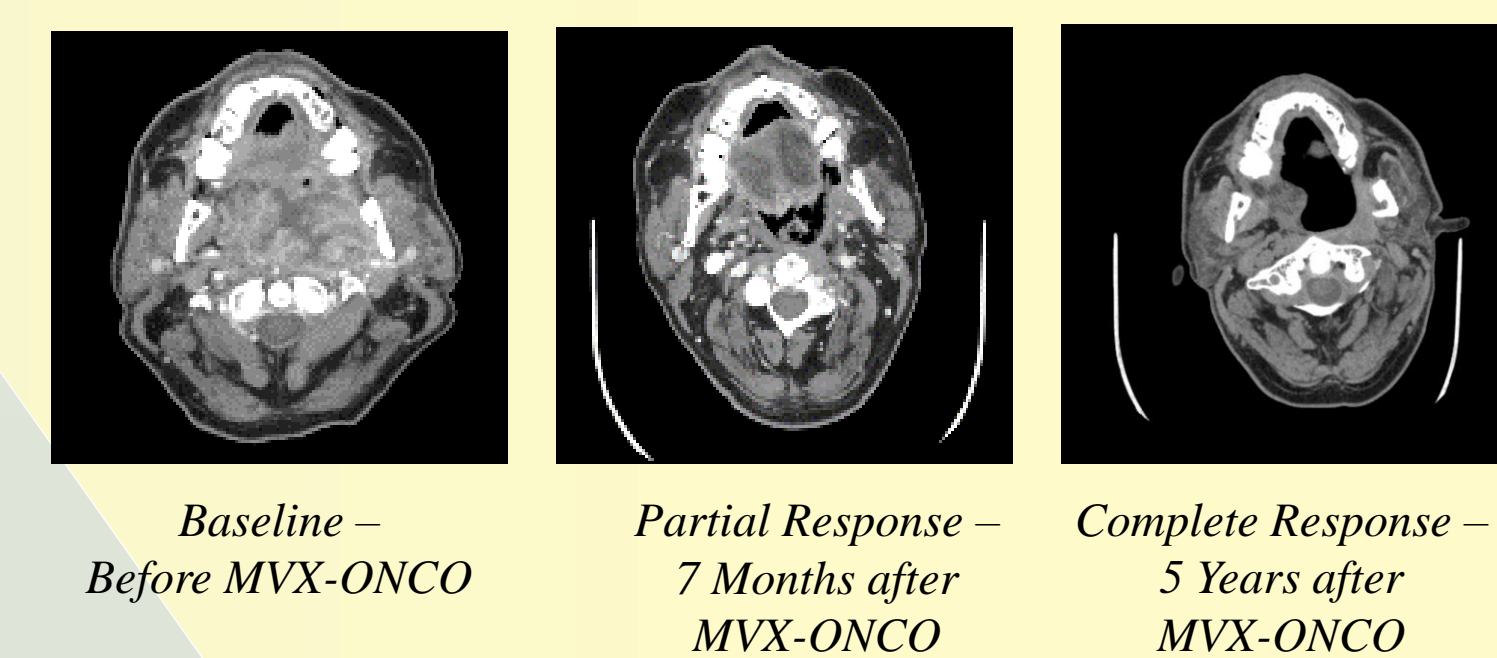 Baseline –
Before MVX-ONCO
Partial Response –
7 Months after
MVX-ONCO
Complete Response –
5 Years after
MVX-ONCO